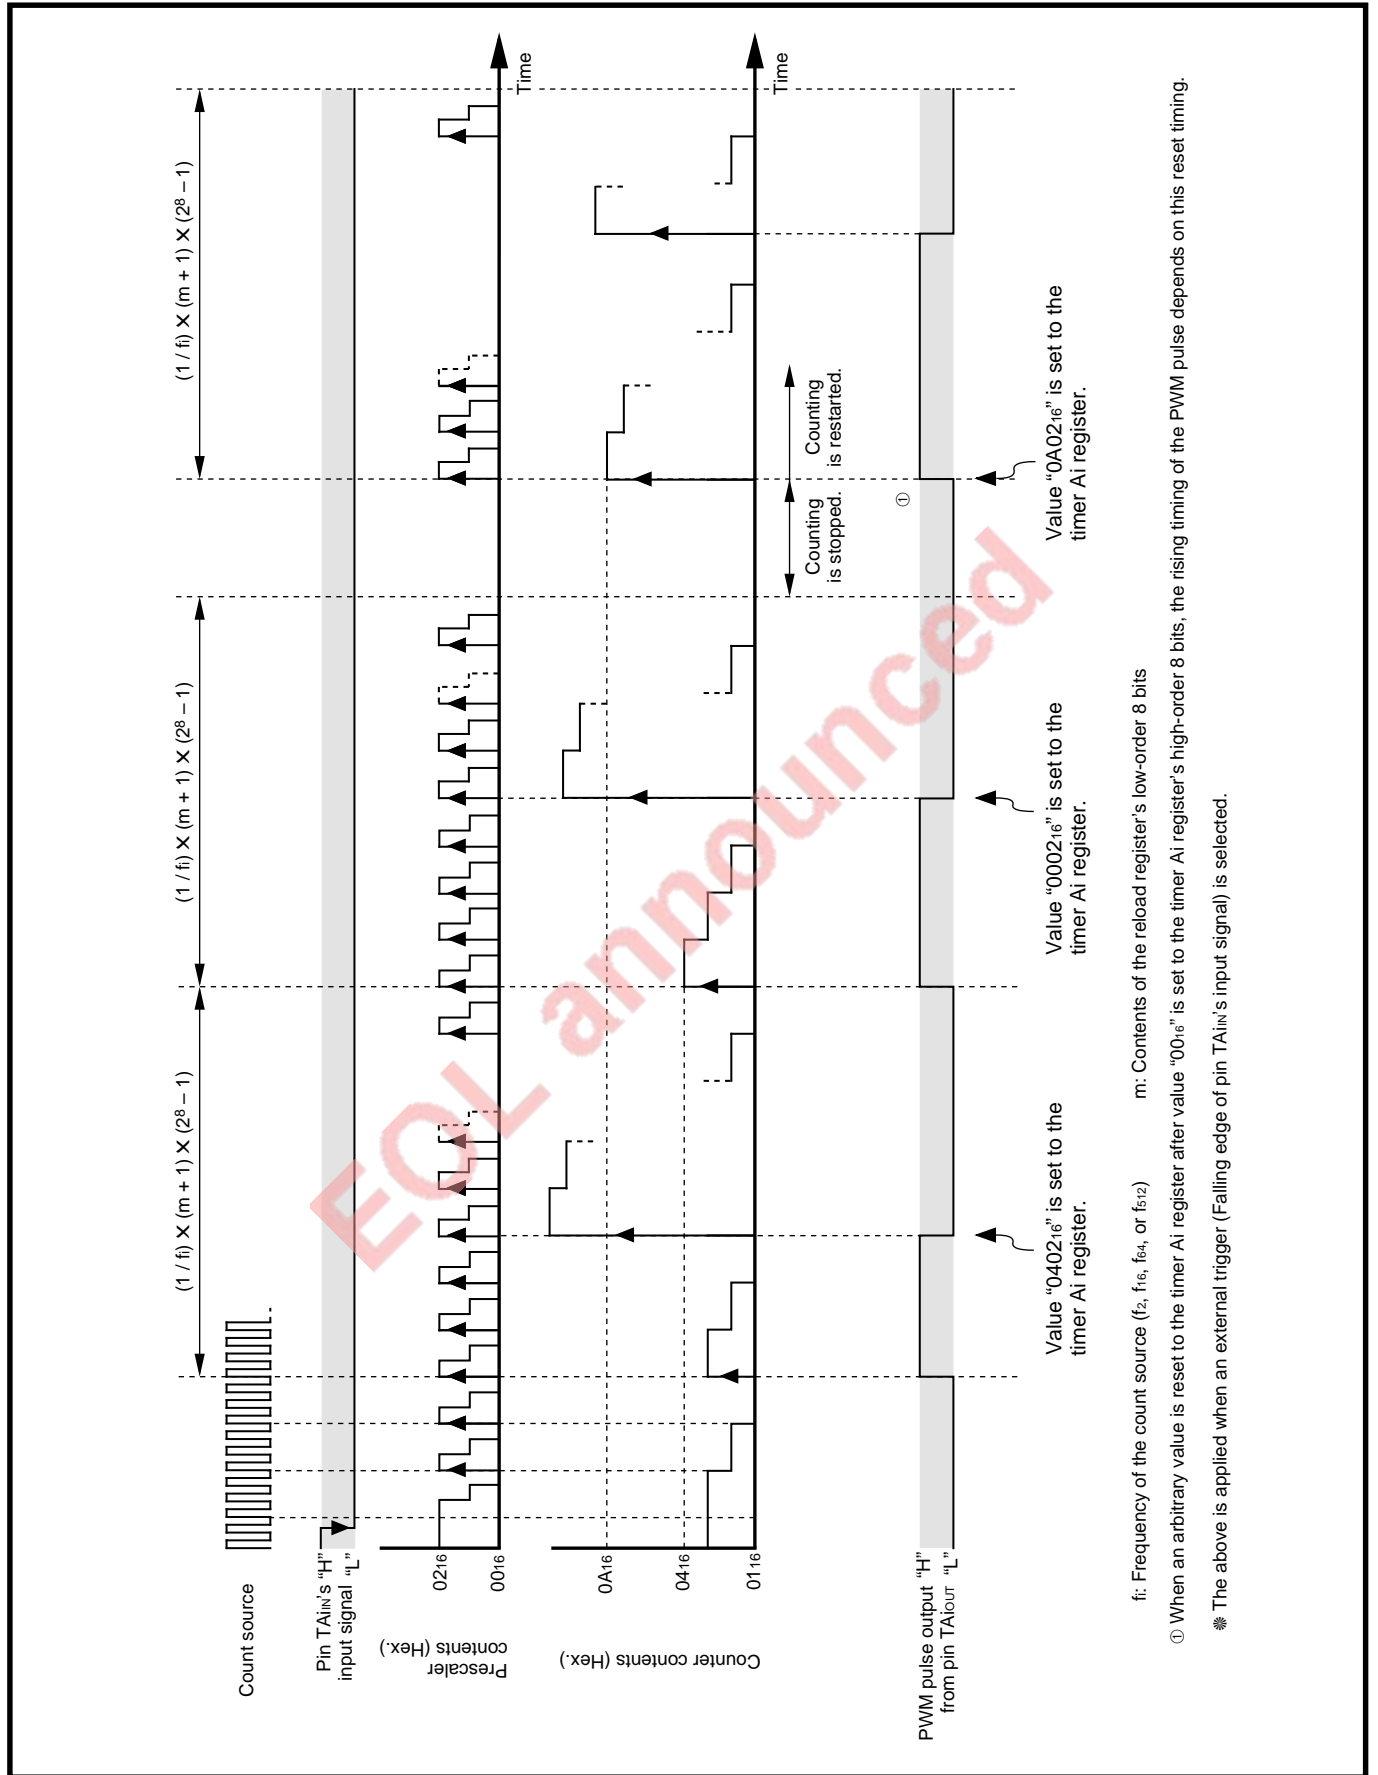 (1 / fi) × (m + 1) × (2⁸ – 1)
(1 / fi) × (m + 1) × (2⁸ – 1)
(1 / fi) × (m + 1) × (2⁸ – 1)
Count source
Pin TAiIN's “H”
input signal “L”
Prescaler
contents (Hex.)
02₁₆
00₁₆
Time
Counter contents (Hex.)
0A₁₆
04₁₆
01₁₆
Time
Counting
is stopped.
Counting
is restarted.
①
PWM pulse output “H”
from pin TAiOUT “L”
Value “0402₁₆” is set to the
timer Ai register.
Value “0002₁₆” is set to the
timer Ai register.
Value “0A02₁₆” is set to the
timer Ai register.
fi: Frequency of the count source (f₂, f₁₆, f₆₄, or f₅₁₂)
m: Contents of the reload register's low-order 8 bits
① When an arbitrary value is reset to the timer Ai register after value “00₁₆” is set to the timer Ai register's high-order 8 bits, the rising timing of the PWM pulse depends on this reset timing.
❋ The above is applied when an external trigger (Falling edge of pin TAiIN's input signal) is selected.
EOL announced